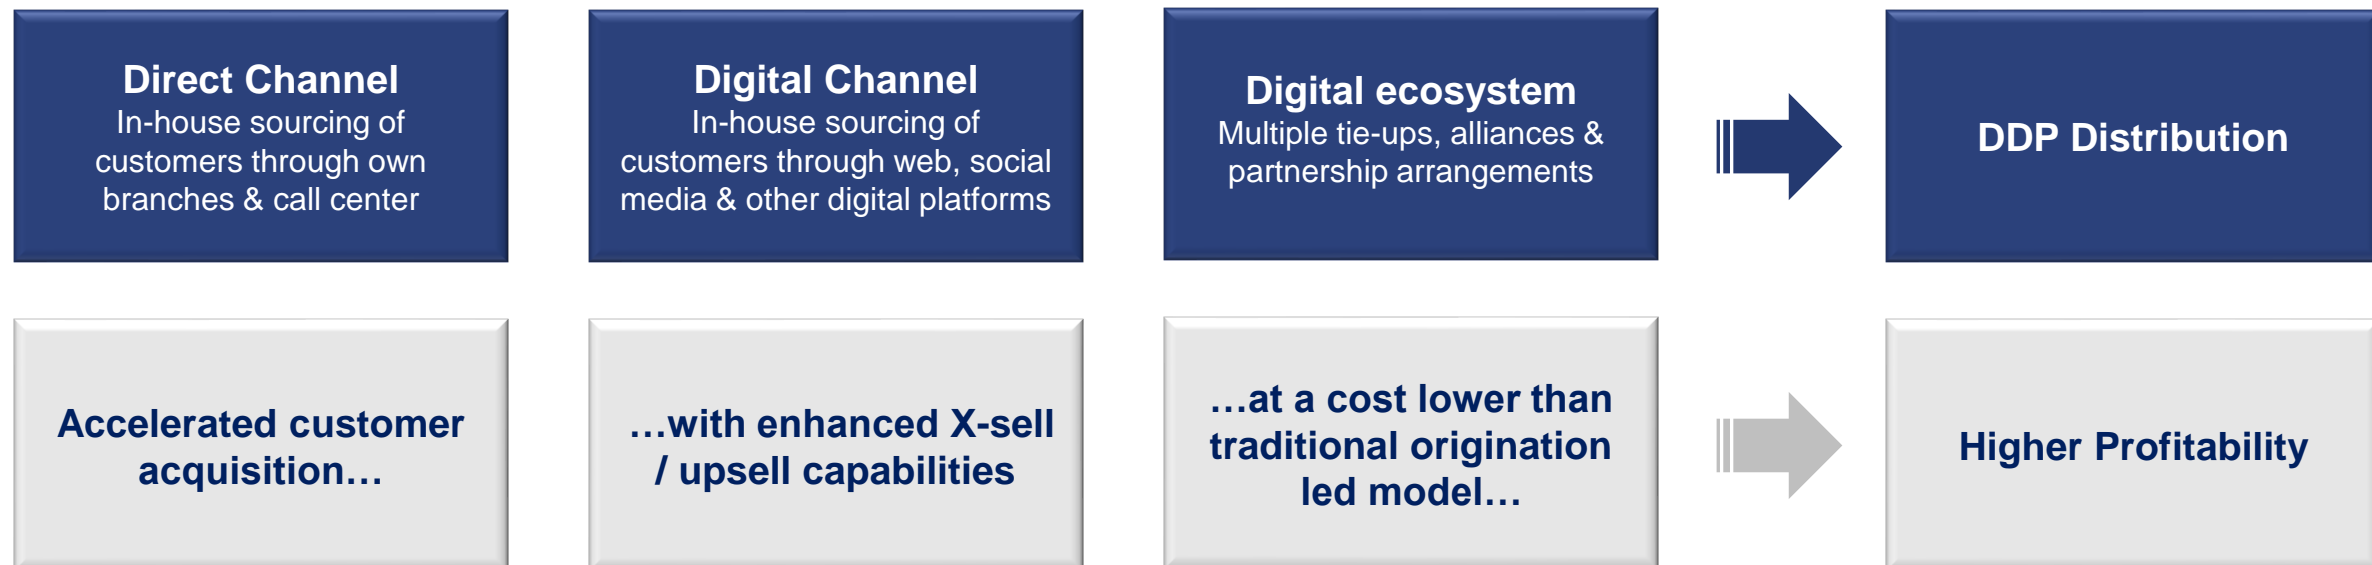 Direct Channel
In-house sourcing of
customers through own
branches & call center
Digital Channel
In-house sourcing of
customers through web, social
media & other digital platforms
Digital ecosystem
Multiple tie-ups, alliances &
partnership arrangements
DDP Distribution
Accelerated customer
acquisition…
…with enhanced X-sell
/ upsell capabilities
…at a cost lower than
traditional origination
led model…
Higher Profitability